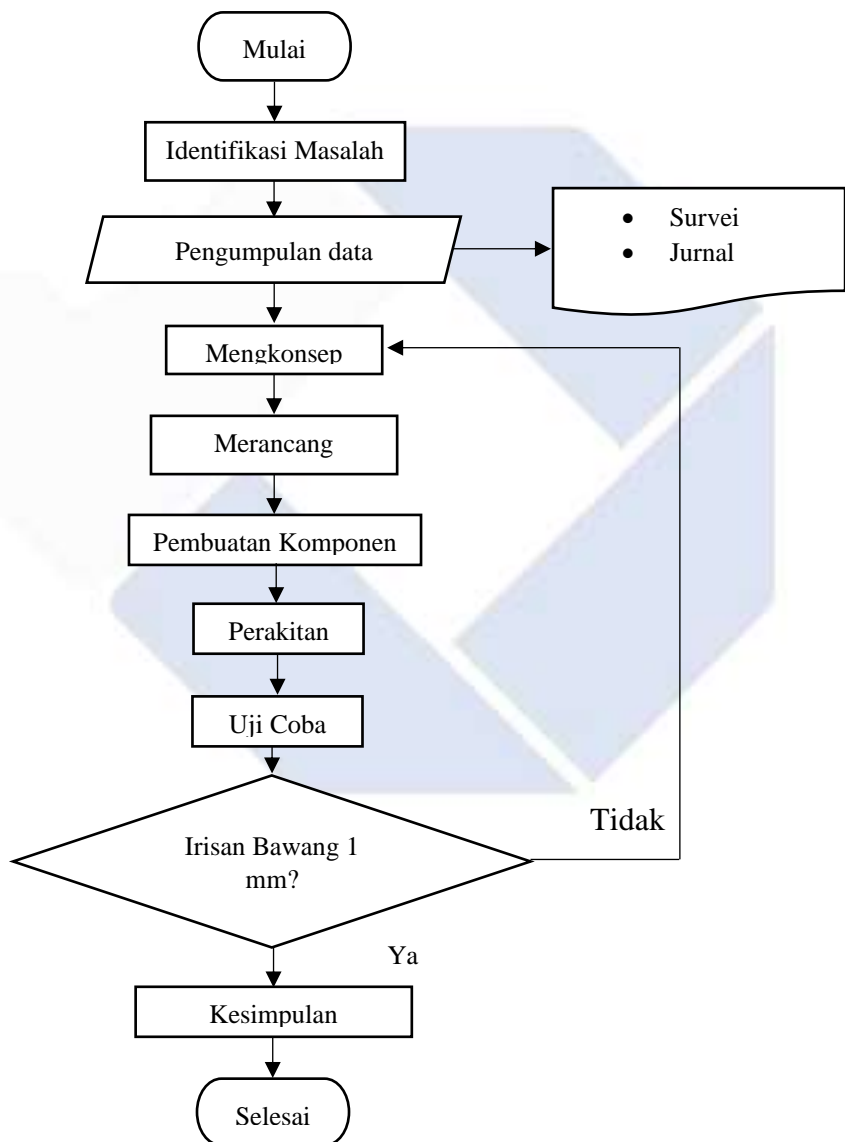 Mulai
Identifikasi Masalah
Pengumpulan data
• Survei
• Jurnal
Mengkonsep
Merancang
Pembuatan Komponen
Perakitan
Uji Coba
Irisan Bawang 1
mm?
Tidak
Ya
Kesimpulan
Selesai